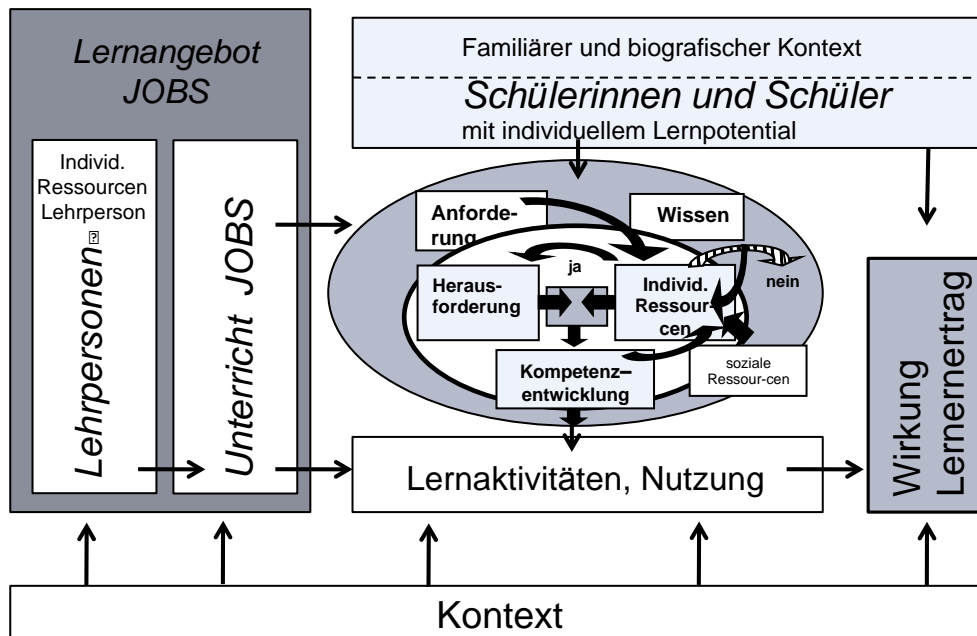 Lernangebot
JOBS
Individ.
Ressourcen
Lehrperson
Lehrpersonen
Unterricht JOBS
Familiärer und biografischer Kontext
Schülerinnen und Schüler
mit individuellem Lernpotential
Anforde-
rung
Wissen
ja
nein
Heraus-
forderung
Individ.
Ressour-
cen
Kompetenz–
entwicklung
soziale
Ressour-cen
Lernaktivitäten, Nutzung
Wirkung
Lernernertrag
Kontext